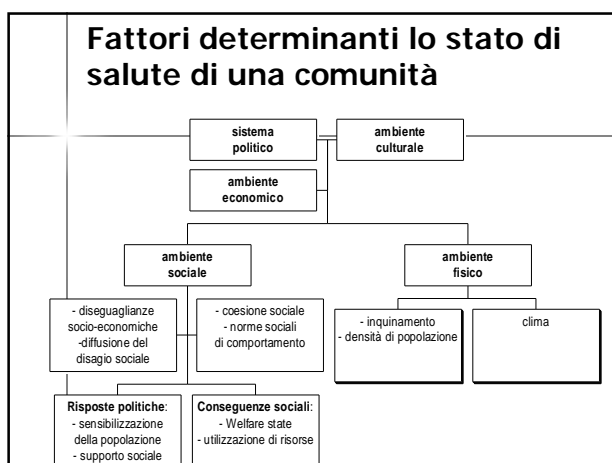 Fattori determinanti lo stato di
salute di una comunità
sistema
politico
ambiente
culturale
ambiente
economico
ambiente
sociale
ambiente
fisico
- diseguaglianze
socio-economiche
-diffusione del
disagio sociale
- coesione sociale
- norme sociali
di comportamento
- inquinamento
- densità di popolazione
clima
Risposte politiche:
- sensibilizzazione
della popolazione
- supporto sociale
Conseguenze sociali:
- Welfare state
- utilizzazione di risorse